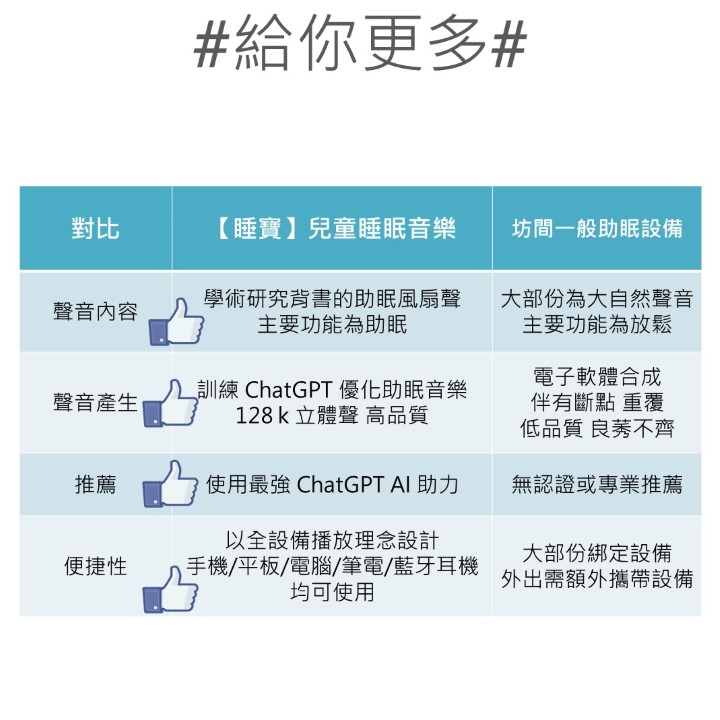 #給你更多#
對比
【睡寶】兒童睡眠音樂
坊間一般助眠設備
聲音內容
學術研究背書的助眠風扇聲
主要功能為助眠
大部份為大自然聲音
主要功能為放鬆
聲音產生
訓練 ChatGPT 優化助眠音樂
128 k 立體聲 高品質
電子軟體合成
伴有斷點 重覆
低品質 良莠不齊
推薦
使用最強 ChatGPT AI 助力
無認證或專業推薦
便捷性
以全設備播放理念設計
手機/平板/電腦/筆電/藍牙耳機
均可使用
大部份綁定設備
外出需額外攜帶設備